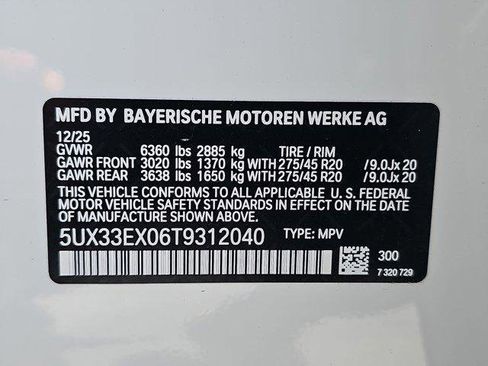 MFD BY BAYERISCHE MOTOREN WERKE AG
12/25
GVWR 6360 lbs 2885 kg TIRE / RIM
GAWR FRONT 3020 lbs 1370 kg WITH 275/45 R20 / 9.0Jx 20
GAWR REAR 3638 lbs 1650 kg WITH 275/45 R20 / 9.0Jx 20
THIS VEHICLE CONFORMS TO ALL APPLICABLE U. S. FEDERAL
MOTOR VEHICLE SAFETY STANDARDS IN EFFECT ON THE
DATE OF MANUFACTURE SHOWN ABOVE.
5UX33EX06T9312040 TYPE: MPV
300
7 320 729